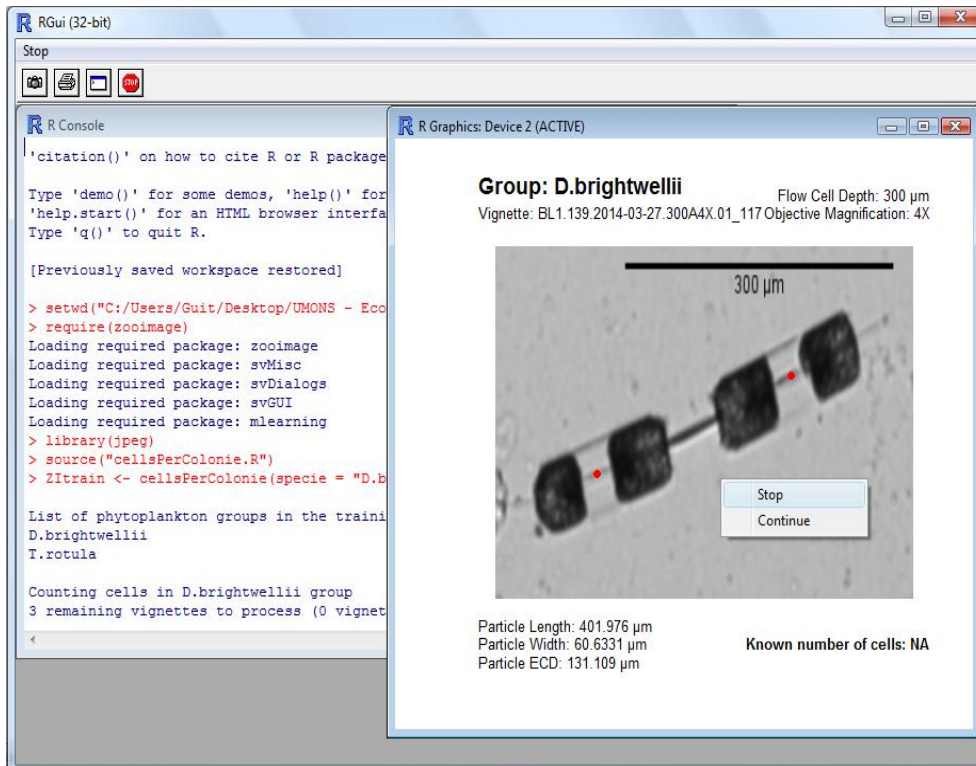 RGui (32-bit)
Stop
STOP
R Console
'citation()' on how to cite R or R package
Type 'demo()' for some demos, 'help()' for
'help.start()' for an HTML browser interfa
Type 'q()' to quit R.
[Previously saved workspace restored]
> setwd("C:/Users/Guit/Desktop/UMONS - Eco
> require(zooimage)
Loading required package: zooimage
Loading required package: svMisc
Loading required package: svDialogs
Loading required package: svGUI
Loading required package: mlearning
> library(jpeg)
> source("cellsPerColonie.R")
> ZItrain <- cellsPerColonie(specie = "D.b
List of phytoplankton groups in the traini
D.brightwellii
T.rotula
Counting cells in D.brightwellii group
3 remaining vignettes to process (0 vignet
R Graphics: Device 2 (ACTIVE)
Group: D.brightwellii
Flow Cell Depth: 300 µm
Vignette: BL1.139.2014-03-27.300A4X.01_117 Objective Magnification: 4X
300 µm
Stop
Continue
Particle Length: 401.976 µm
Particle Width: 60.6331 µm
Known number of cells: NA
Particle ECD: 131.109 µm